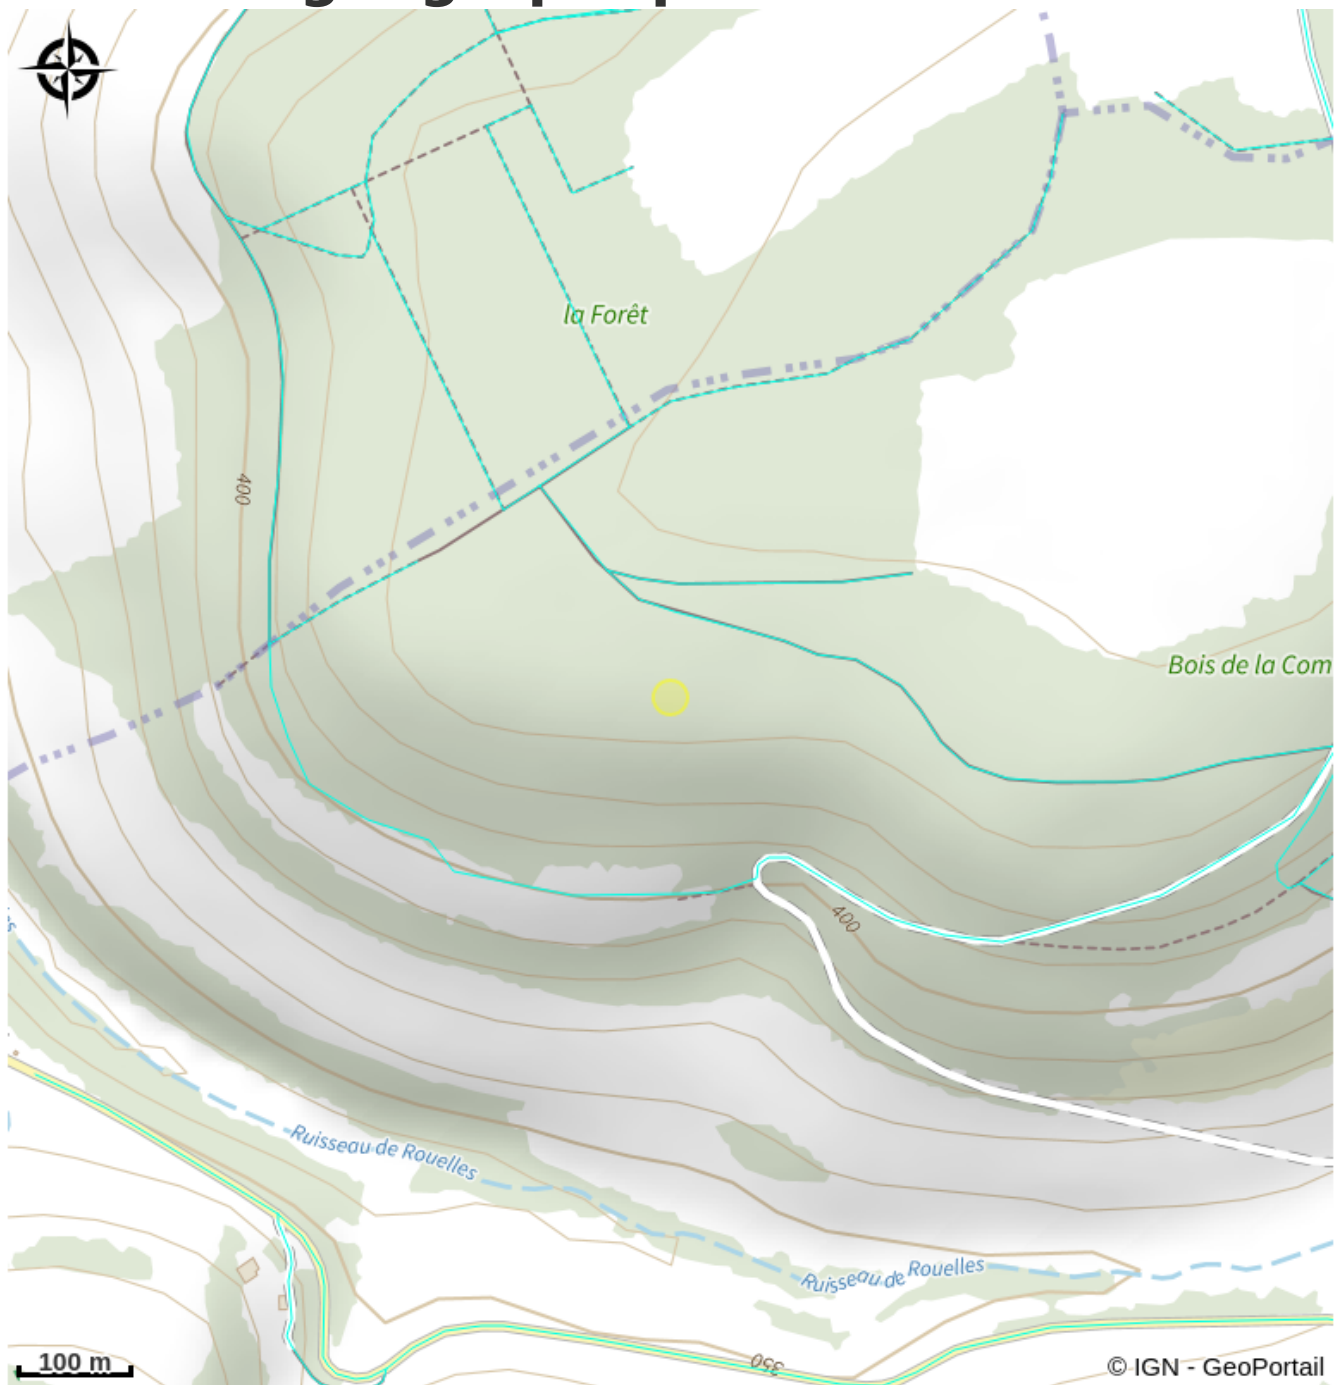 la Forêt
400
Bois de la Com
400
Ruisseau de Rouelles
Ruisseau de Rouelles
350
100 m
© IGN - GeoPortail